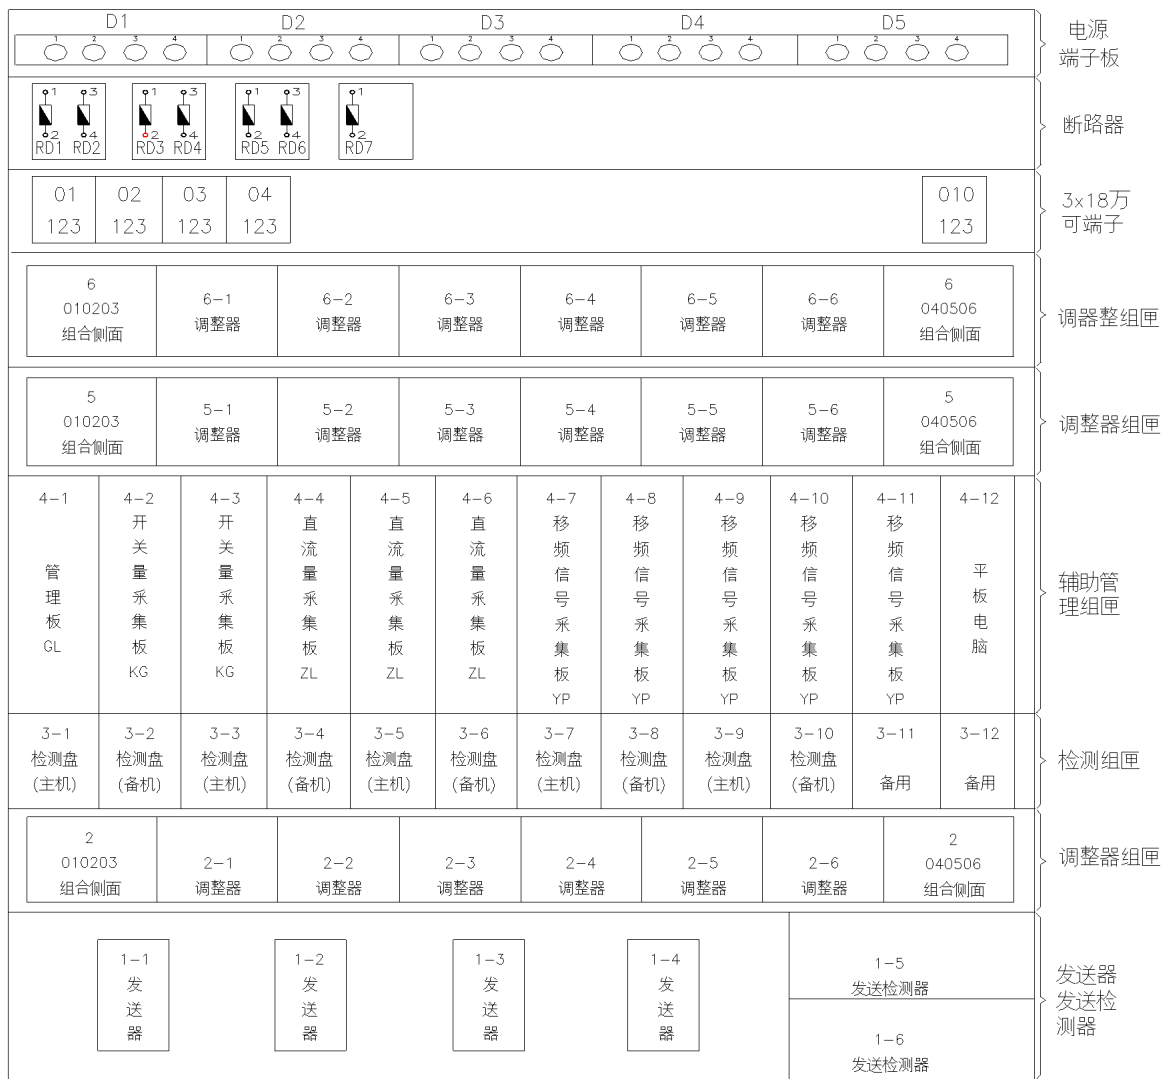 D1 D2 D3 D4 D5
1 2 3 4 1 2 3 4 1 2 3 4 1 2 3 4 1 2 3 4
电源
端子板
1 3 1 3 1 3 1
2 4 2 4 2 4 2
RD1 RD2 RD3 RD4 RD5 RD6 RD7
断路器
01 02 03 04 010
123 123 123 123 123
3x18万
可端子
6 6
010203 6-1 6-2 6-3 6-4 6-5 6-6 040506
组合侧面 调整器 调整器 调整器 调整器 调整器 调整器 组合侧面
调器整组匣
5 5
010203 5-1 5-2 5-3 5-4 5-5 5-6 040506
组合侧面 调整器 调整器 调整器 调整器 调整器 调整器 组合侧面
调整器组匣
4-1
管理板GL
4-2
开关量采集板KG
4-3
开关量采集板KG
4-4
直流量采集板ZL
4-5
直流量采集板ZL
4-6
直流量采集板ZL
4-7
移频信号采集板YP
4-8
移频信号采集板YP
4-9
移频信号采集板YP
4-10
移频信号采集板YP
4-11
移频信号采集板YP
4-12
平板电脑
辅助管
理组匣
3-1 3-2 3-3 3-4 3-5 3-6 3-7 3-8 3-9 3-10 3-11 3-12
检测盘 检测盘 检测盘 检测盘 检测盘 检测盘 检测盘 检测盘 检测盘 检测盘
(主机) (备机) (主机) (备机) (主机) (备机) (主机) (备机) (主机) (备机) 备用 备用
检测组匣
2 2
010203 2-1 2-2 2-3 2-4 2-5 2-6 040506
组合侧面 调整器 调整器 调整器 调整器 调整器 调整器 组合侧面
调整器组匣
1-1
发送器
1-2
发送器
1-3
发送器
1-4
发送器
1-5
发送检测器
1-6
发送检测器
发送器
发送检
测器